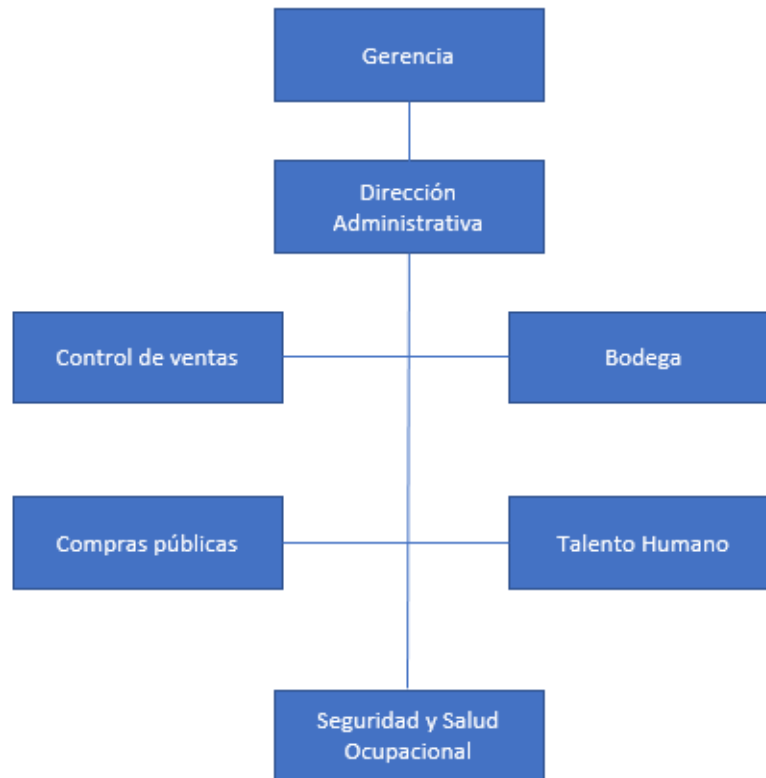 Gerencia
Dirección
Administrativa
Control de ventas
Bodega
Compras públicas
Talento Humano
Seguridad y Salud
Ocupacional